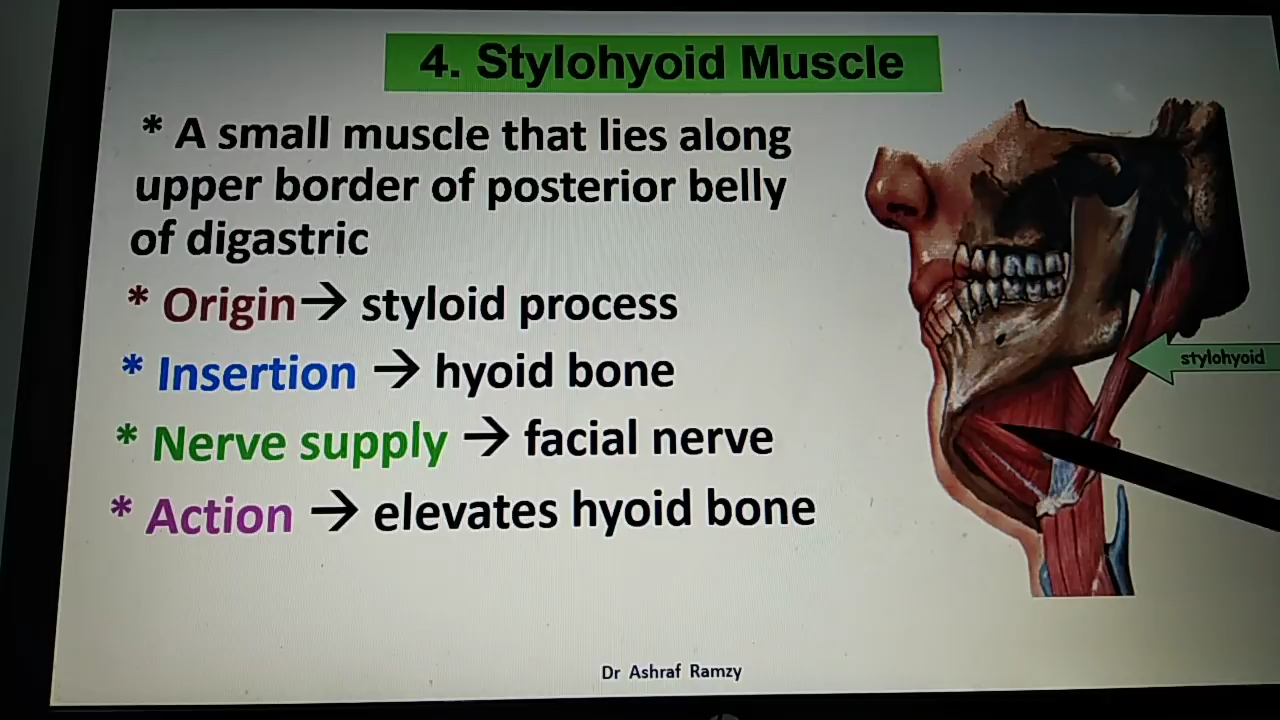 4. Stylohyoid Muscle
* A small muscle that lies along
upper border of posterior belly
of digastric
* Origin→ styloid process
stylohyoid
* Insertion → hyoid bone
* Nerve supply → facial nerve
* Action → elevates hyoid bone
Dr Ashraf Ramzy